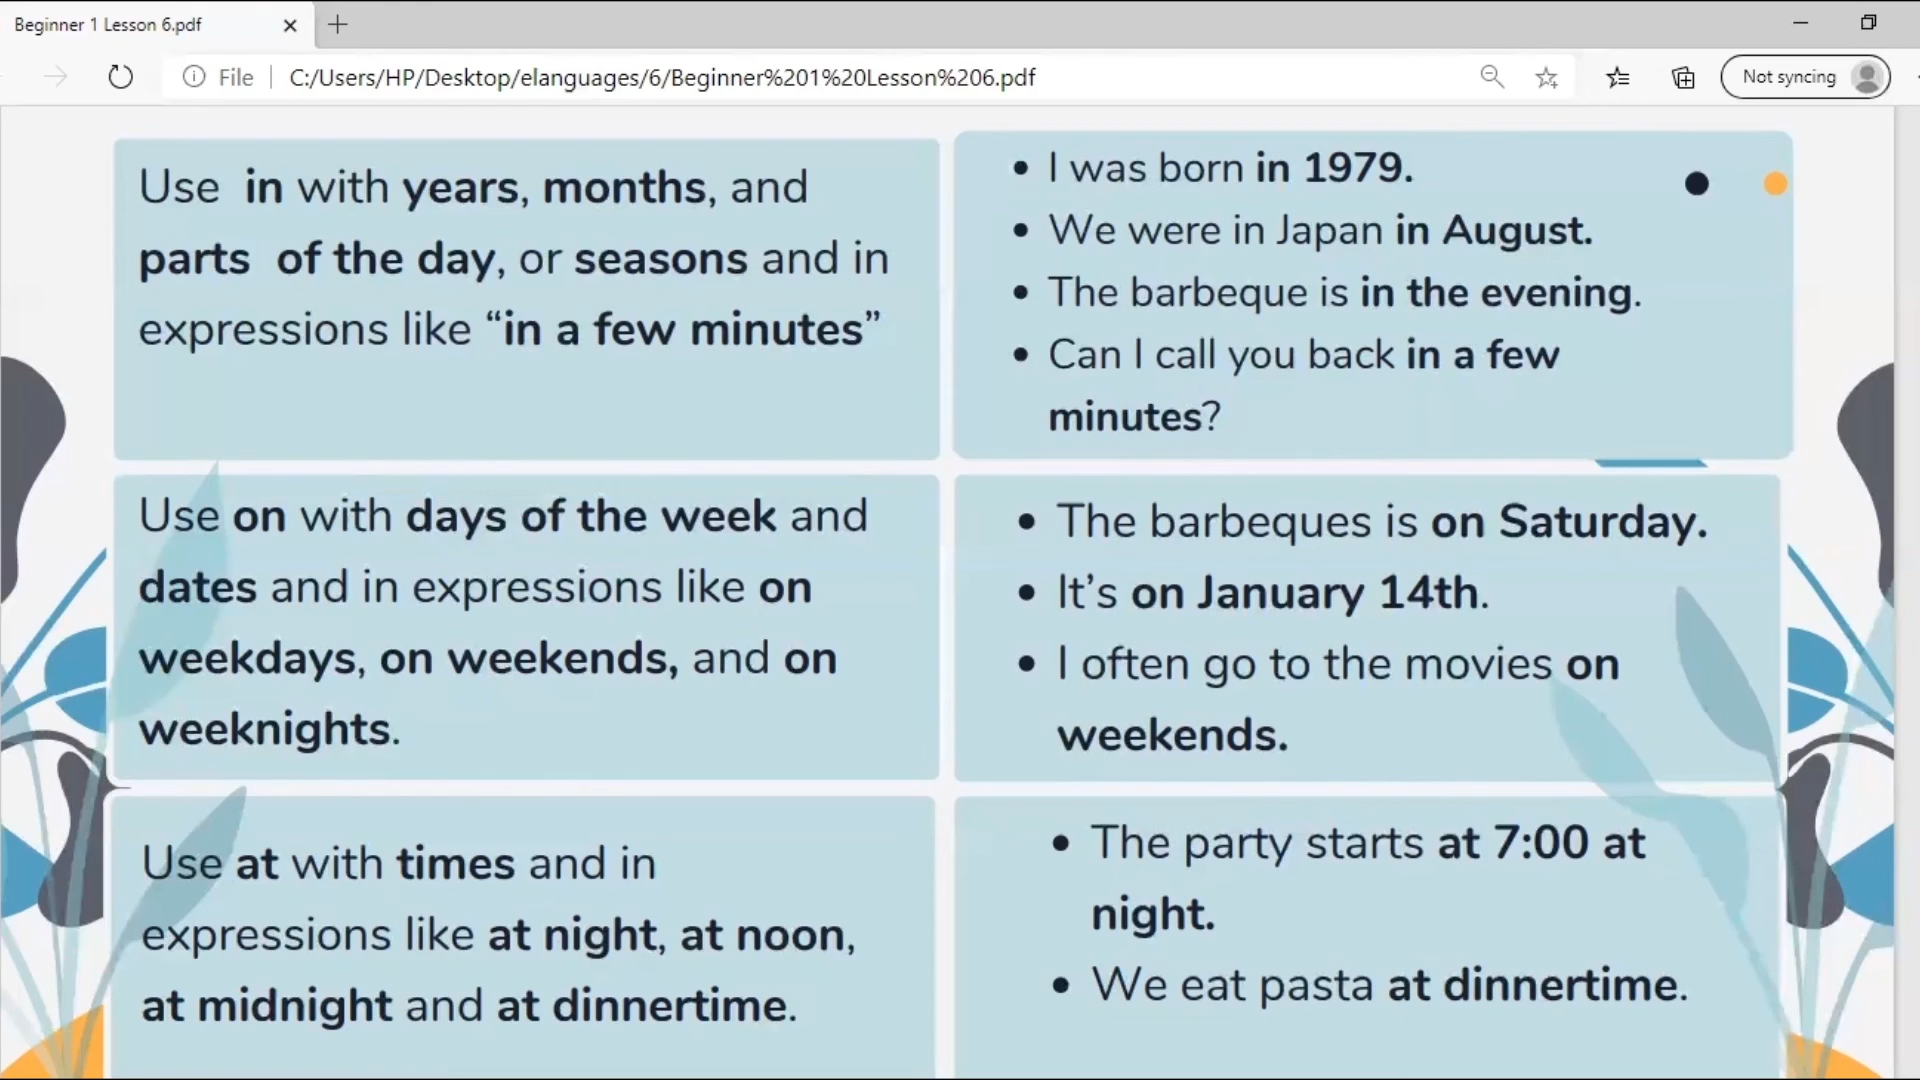 Beginner 1 Lesson 6.pdf
File
C:/Users/HP/Desktop/elanguages/6/Beginner%201%20Lesson%206.pdf
Not syncing
Use in with years, months, and
parts of the day, or seasons and in
expressions like “in a few minutes”
• I was born in 1979.
• We were in Japan in August.
• The barbeque is in the evening.
• Can I call you back in a few
minutes?
Use on with days of the week and
dates and in expressions like on
weekdays, on weekends, and on
weeknights.
• The barbeques is on Saturday.
• It’s on January 14th.
• I often go to the movies on
weekends.
Use at with times and in
expressions like at night, at noon,
at midnight and at dinnertime.
• The party starts at 7:00 at
night.
• We eat pasta at dinnertime.